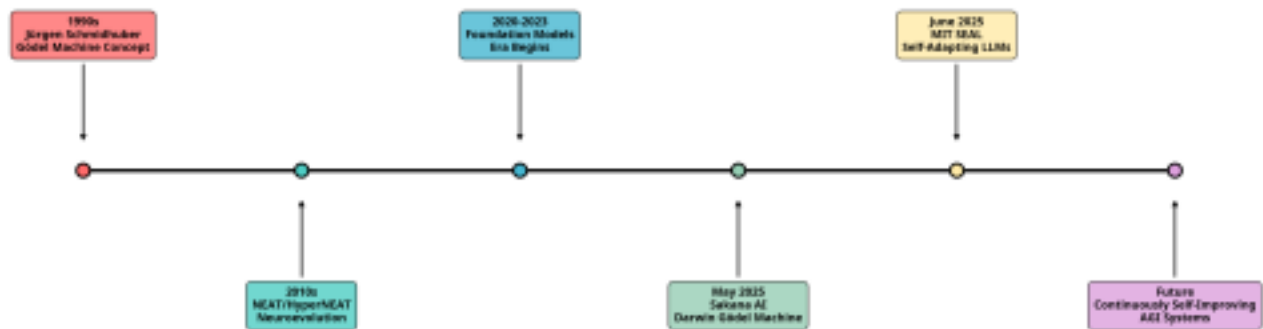 1990s
Jürgen Schmidhuber
Gödel Machine Concept
2010s
NEAT/HyperNEAT
Neuroevolution
2020-2023
Foundation Models
Era Begins
May 2025
Sakana AI
Darwin Gödel Machine
June 2025
MIT SEAL
Self-Adapting LLMs
Future
Continuously Self-Improving
AGI Systems